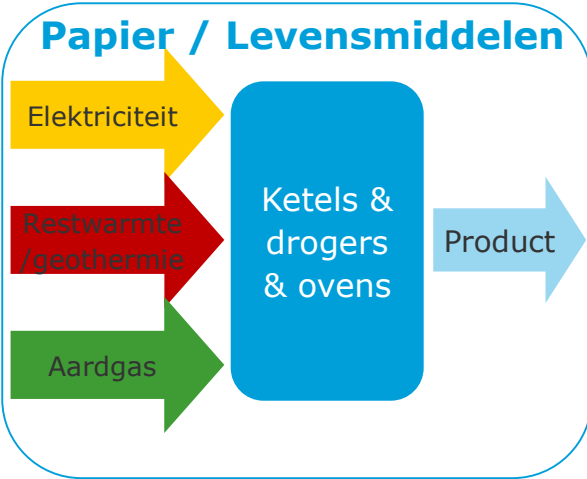 Papier / Levensmiddelen
Elektriciteit
Restwarmte
/geothermie
Aardgas
Ketels &
drogers
& ovens
Product